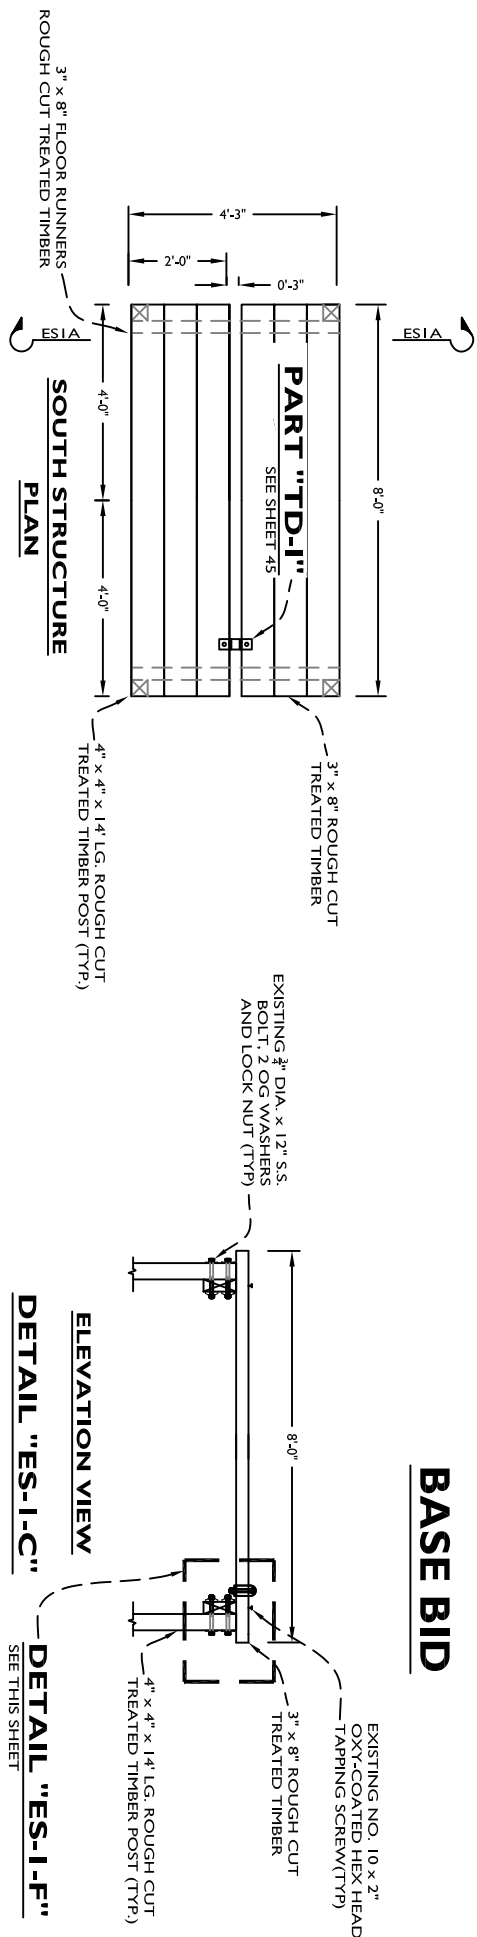 BASE BID
3" x 8" FLOOR RUNNERS
ROUGH CUT TREATED TIMBER
ES1A
ES1A
4'-3"
2'-0"
0'-3"
8'-0"
PART "TD-1"
SEE SHEET 45
4'-0"
4'-0"
SOUTH STRUCTURE
PLAN
3" x 8" ROUGH CUT
TREATED TIMBER
4" x 4" x 14' LG. ROUGH CUT
TREATED TIMBER POST (TYP.)
EXISTING ¾" DIA. x 12" S.S.
BOLT, 2 OG WASHERS
AND LOCK NUT (TYP)
8'-0"
EXISTING NO. 10 x 2"
OXY-COATED HEX HEAD
TAPPING SCREW(TYP)
3" x 8" ROUGH CUT
TREATED TIMBER
4" x 4" x 14' LG. ROUGH CUT
TREATED TIMBER POST (TYP.)
ELEVATION VIEW
DETAIL "ES-1-C"
DETAIL "ES-1-F"
SEE THIS SHEET